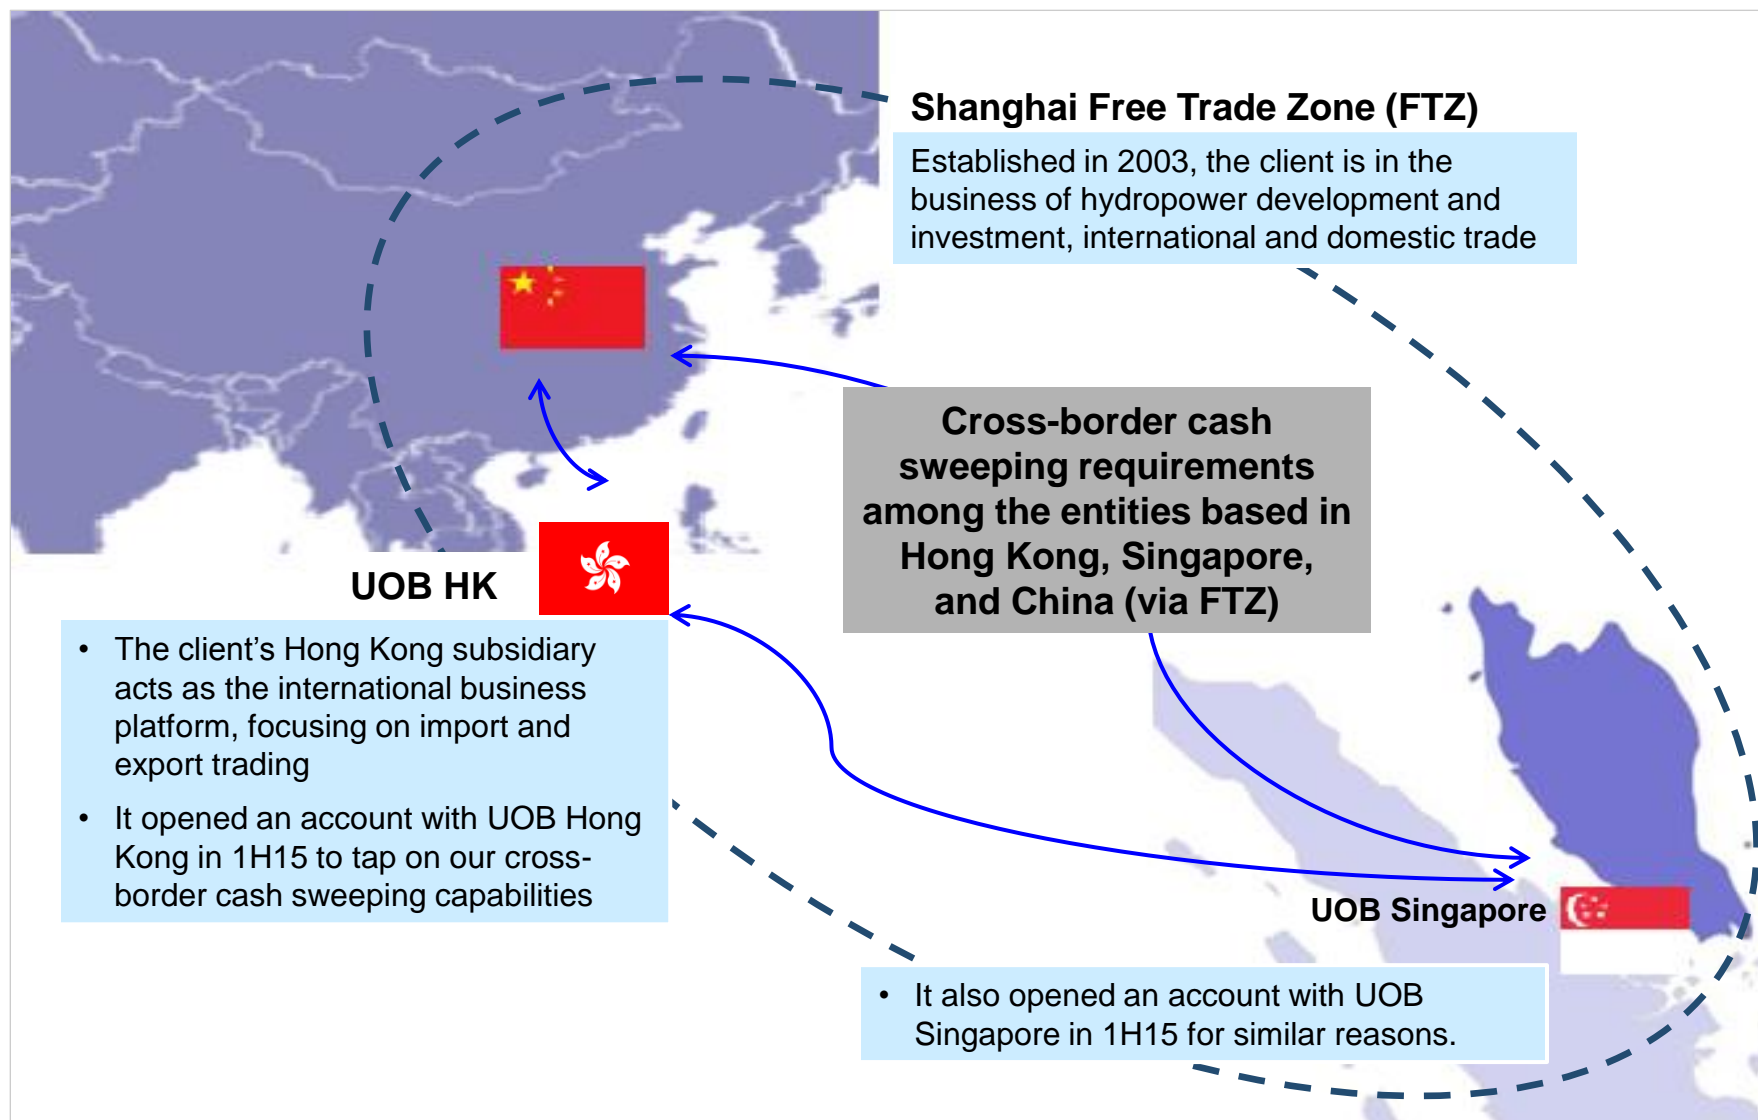 Shanghai Free Trade Zone (FTZ)
Established in 2003, the client is in the
business of hydropower development and
investment, international and domestic trade
Cross-border cash
sweeping requirements
among the entities based in
Hong Kong, Singapore,
and China (via FTZ)
UOB HK
• The client’s Hong Kong subsidiary
acts as the international business
platform, focusing on import and
export trading
• It opened an account with UOB Hong
Kong in 1H15 to tap on our cross-
border cash sweeping capabilities
UOB Singapore
• It also opened an account with UOB
Singapore in 1H15 for similar reasons.